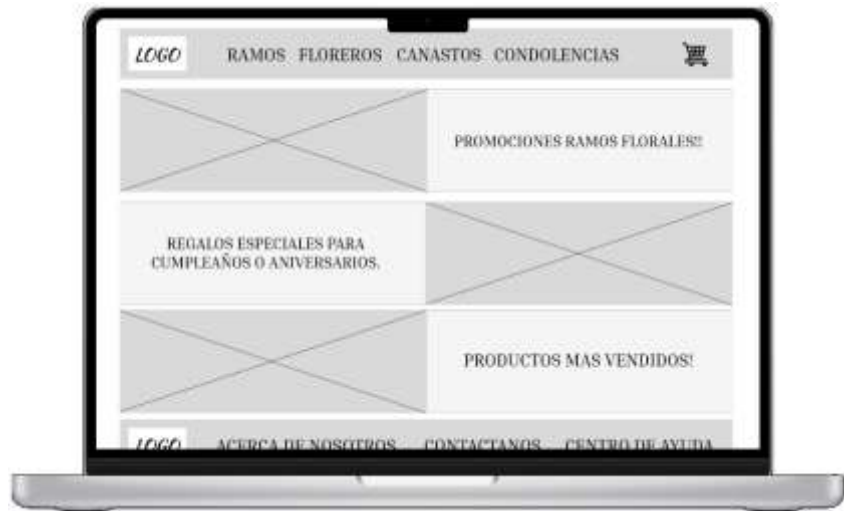 LOGO RAMOS FLOREROS CANASTOS CONDOLENCIAS
PROMOCIONES RAMOS FLORALES!!
REGALOS ESPECIALES PARA
CUMPLEAÑOS O ANIVERSARIOS.
PRODUCTOS MAS VENDIDOS!
LOGO ACERCA DE NOSOTROS CONTACTANOS CENTRO DE AYUDA